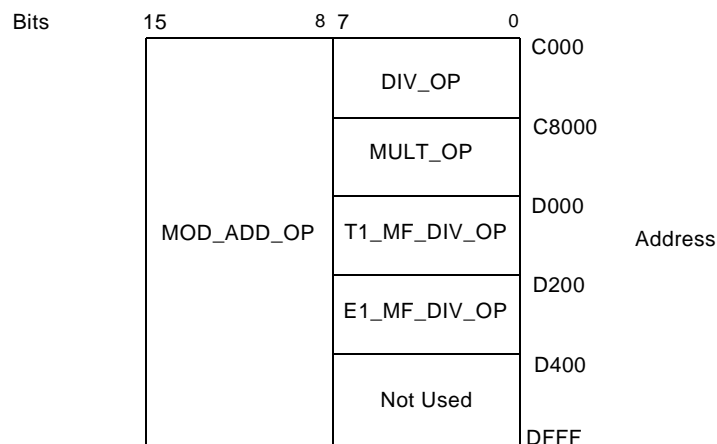 Bits 15 8 7 0
C000
DIV_OP
C8000
MULT_OP
D000
MOD_ADD_OP T1_MF_DIV_OP Address
D200
E1_MF_DIV_OP
D400
Not Used
DFFF